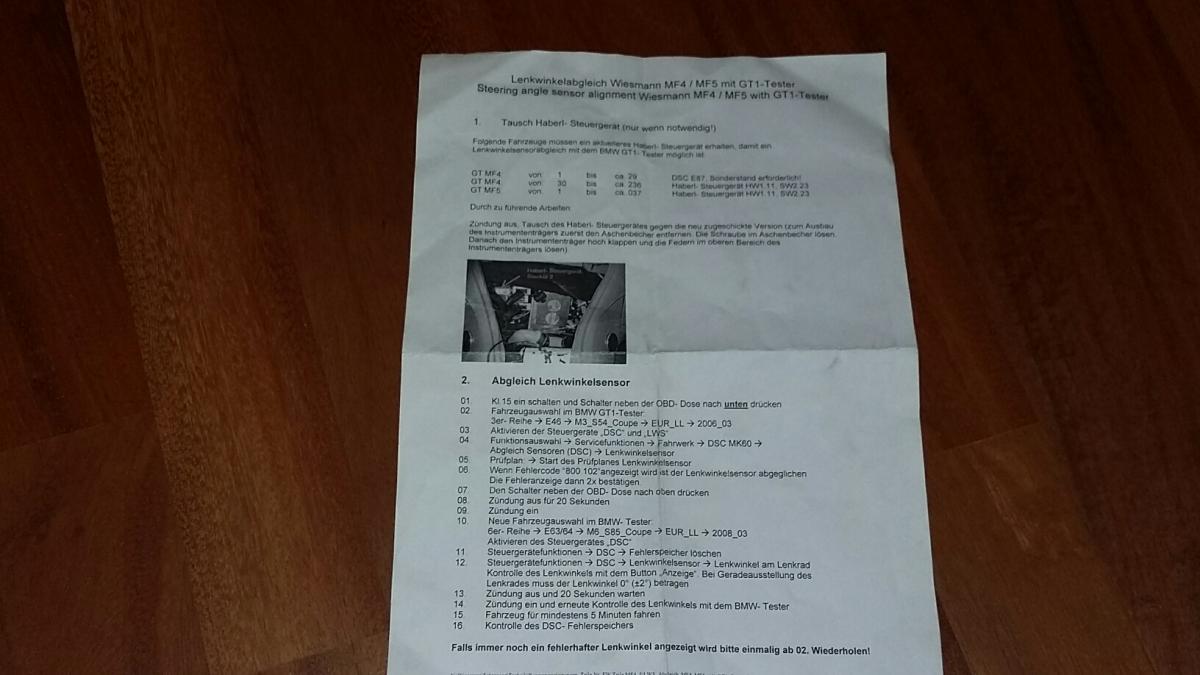 Lenkwinkelabgleich Wiesmann MF4 / MF5 mit GT1-Tester
Steering angle sensor alignment Wiesmann MF4 / MF5 with GT1-Tester
1. Tausch Haberl- Steuergerät (nur wenn notwendig!)
Folgende Fahrzeuge müssen ein aktuelleres Haberl- Steuergerät erhalten, damit ein
Lenkwinkelsensorabgleich mit dem BMW GT1- Tester möglich ist:
GT MF4 von: 1 bis ca. 29 DSC E87, Sonderstand erforderlich!
GT MF4 von: 30 bis ca. 236 Haberl- Steuergerät HW1.11, SW2.23
GT MF5 von: 1 bis ca. 037 Haberl- Steuergerät HW1.11, SW2.23
Durch zu führende Arbeiten:
Zündung aus, Tausch des Haberl- Steuergerätes gegen die neu zugeschickte Version (zum Ausbau
des Instrumententrägers zuerst den Aschenbecher entfernen. Die Schraube im Aschenbecher lösen.
Danach den Instrumententräger hoch klappen und die Federn im oberen Bereich des
Instrumententrägers lösen).
Haberl- Steuergerät
2. Abgleich Lenkwinkelsensor
01. Kl.15 ein schalten und Schalter neben der OBD- Dose nach unten drücken
02. Fahrzeugauswahl im BMW GT1-Tester:
3er- Reihe → E46 → M3_S54_Coupe → EUR_LL → 2006_03
03. Aktivieren der Steuergeräte „DSC" und „LWS"
04. Funktionsauswahl → Servicefunktionen → Fahrwerk → DSC MK60 →
Abgleich Sensoren (DSC) → Lenkwinkelsensor
05. Prüfplan: → Start des Prüfplanes Lenkwinkelsensor
06. Wenn Fehlercode "800 102"angezeigt wird ist der Lenkwinkelsensor abgeglichen
Die Fehleranzeige dann 2x bestätigen.
07. Den Schalter neben der OBD- Dose nach oben drücken
08. Zündung aus für 20 Sekunden
09. Zündung ein
10. Neue Fahrzeugauswahl im BMW- Tester:
6er- Reihe → E63/64 → M6_S85_Coupe → EUR_LL → 2008_03
Aktivieren des Steuergerätes „DSC"
11. Steuergerätefunktionen → DSC → Fehlerspeicher löschen
12. Steuergerätefunktionen → DSC → Lenkwinkelsensor → Lenkwinkel am Lenkrad
Kontrolle des Lenkwinkels mit dem Button „Anzeige". Bei Geradeausstellung des
Lenkrades muss der Lenkwinkel 0° (±2°) betragen
13. Zündung aus und 20 Sekunden warten
14. Zündung ein und erneute Kontrolle des Lenkwinkels mit dem BMW- Tester
15. Fahrzeug für mindestens 5 Minuten fahren
16. Kontrolle des DSC- Fehlerspeichers
Falls immer noch ein fehlerhafter Lenkwinkel angezeigt wird bitte einmalig ab 02. Wiederholen!